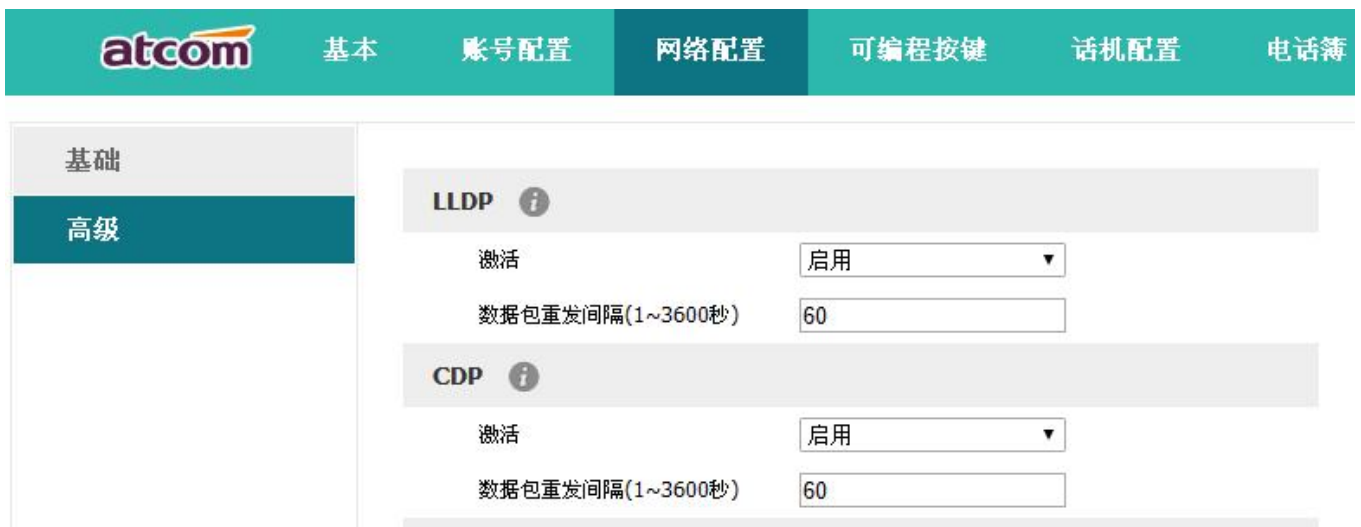 atcom 基本 账号配置 网络配置 可编程按键 话机配置 电话簿
基础
高级
LLDP i
激活 启用
数据包重发间隔(1~3600秒) 60
CDP i
激活 启用
数据包重发间隔(1~3600秒) 60